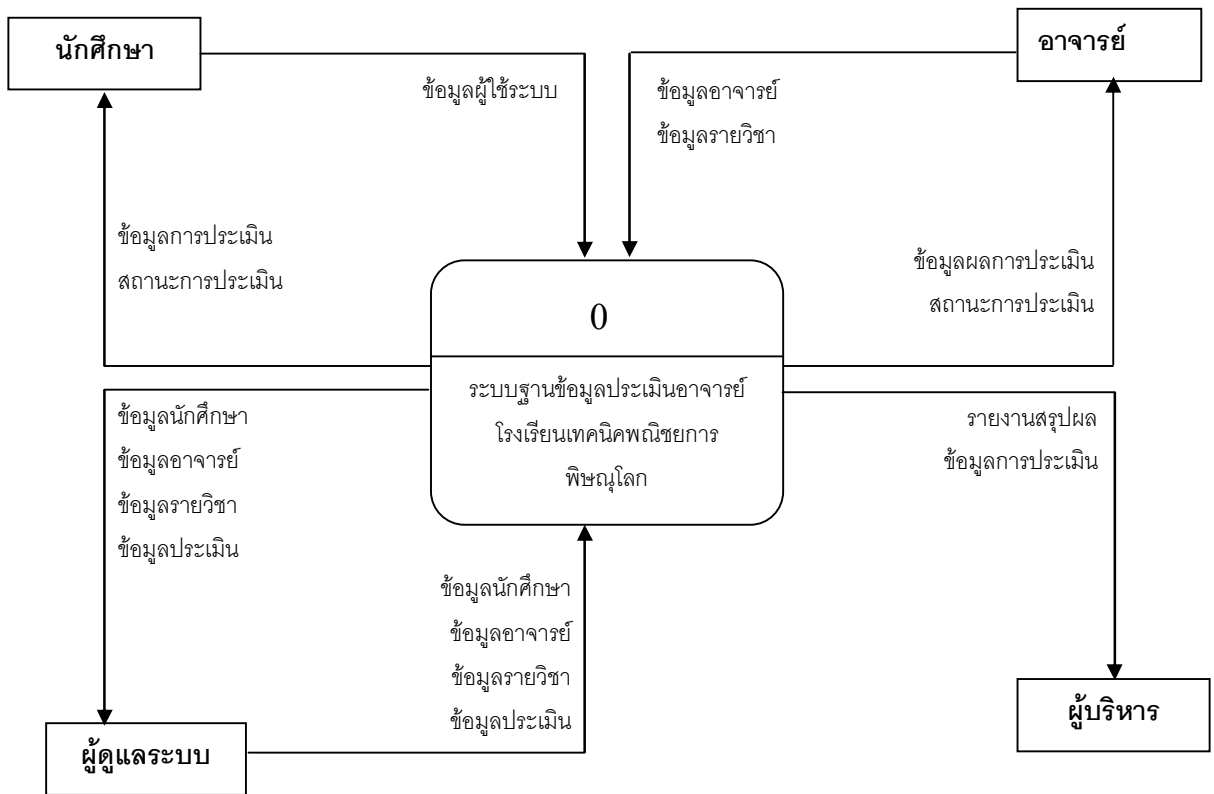 นักศึกษา
อาจารย์
ข้อมูลผู้ใช้ระบบ
ข้อมูลอาจารย์
ข้อมูลรายวิชา
ข้อมูลการประเมิน
สถานะการประเมิน
ข้อมูลผลการประเมิน
สถานะการประเมิน
0
ระบบฐานข้อมูลประเมินอาจารย์
โรงเรียนเทคนิคพณิชยการ
พิษณุโลก
ข้อมูลนักศึกษา
ข้อมูลอาจารย์
ข้อมูลรายวิชา
ข้อมูลประเมิน
รายงานสรุปผล
ข้อมูลการประเมิน
ข้อมูลนักศึกษา
ข้อมูลอาจารย์
ข้อมูลรายวิชา
ข้อมูลประเมิน
ผู้ดูแลระบบ
ผู้บริหาร